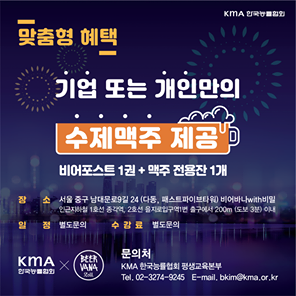 KMA 한국능률협회
맞춤형 혜택
기업 또는 개인만의
수제맥주 제공
비어포스트 1권 + 맥주 전용잔 1개
장 소 서울 중구 남대문로9길 24 (다동, 패스트파이브타워) 비어바나with비밀
인근지하철 1호선 종각역, 2호선 을지로입구역1번 출구에서 200m (도보 3분) 이내
일 정 별도문의 수 강 료 별도문의
KMA 한국능률협회
×
BEER VANA
문의처
KMA 한국능률협회 평생교육본부
Tel, 02-3274-9245 E-mail, bkim@kma.or.kr